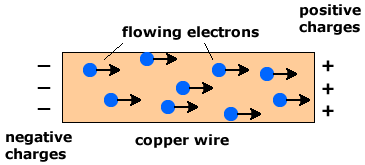 positive
charges
flowing electrons
– +
– +
– +
negative
charges
copper wire